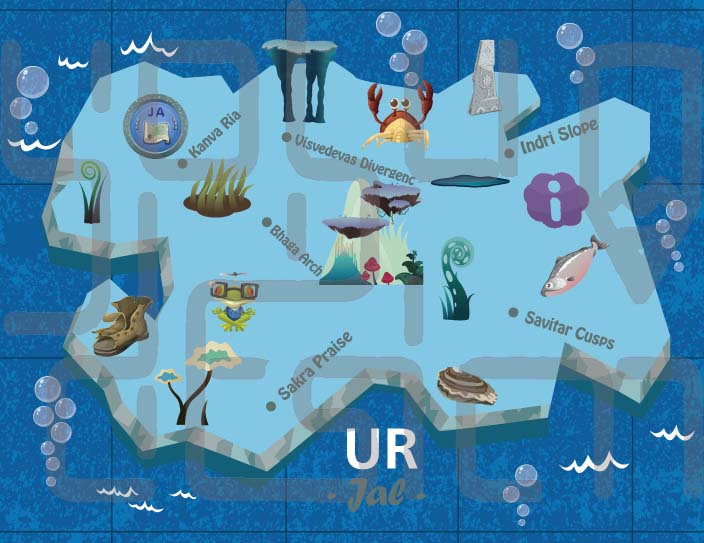 JA
Kanva Ria
Visvedevas Divergenc
Indri Slope
i
Bhaga Arch
Savitar Cusps
Sakra Praise
UR
· Jal ·